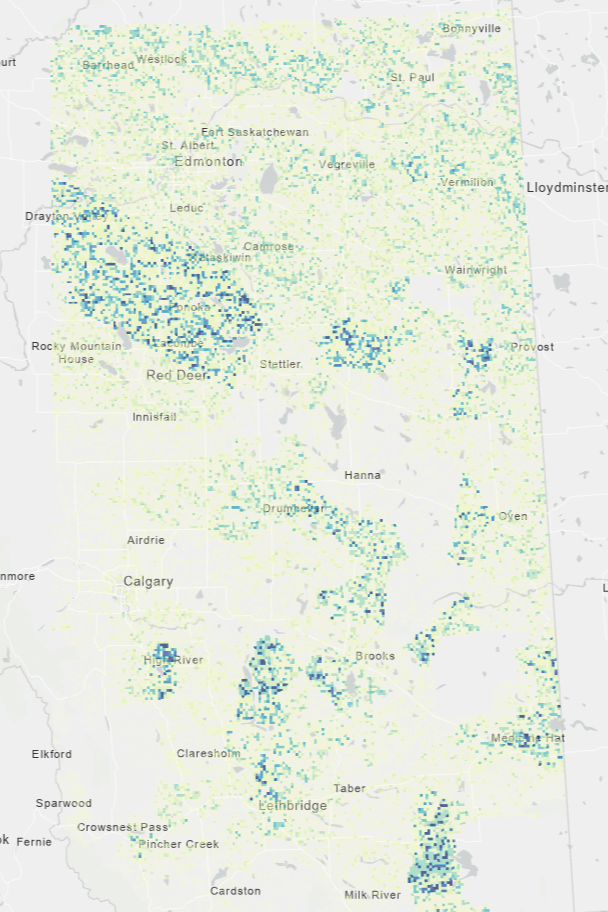 Bonnyville
Westlock
Barrhead
urt
St. Paul
Fort Saskatchewan
St. Albert
Edmonton
Vegreville
Vermilion
Lloydminster
Leduc
Drayton Valley
Camrose
Wetaskiwin
Wainwright
Ponoka
Rocky Mountain
House
Lacombe
Provost
Stettler
Red Deer
Innisfail
Hanna
Drumheller
Oyen
Airdrie
nmore
Calgary
L
Brooks
High River
Medicine Hat
Elkford
Claresholm
Taber
Sparwood
Lethbridge
Crowsnest Pass
ok
Fernie
Pincher Creek
Cardston
Milk River